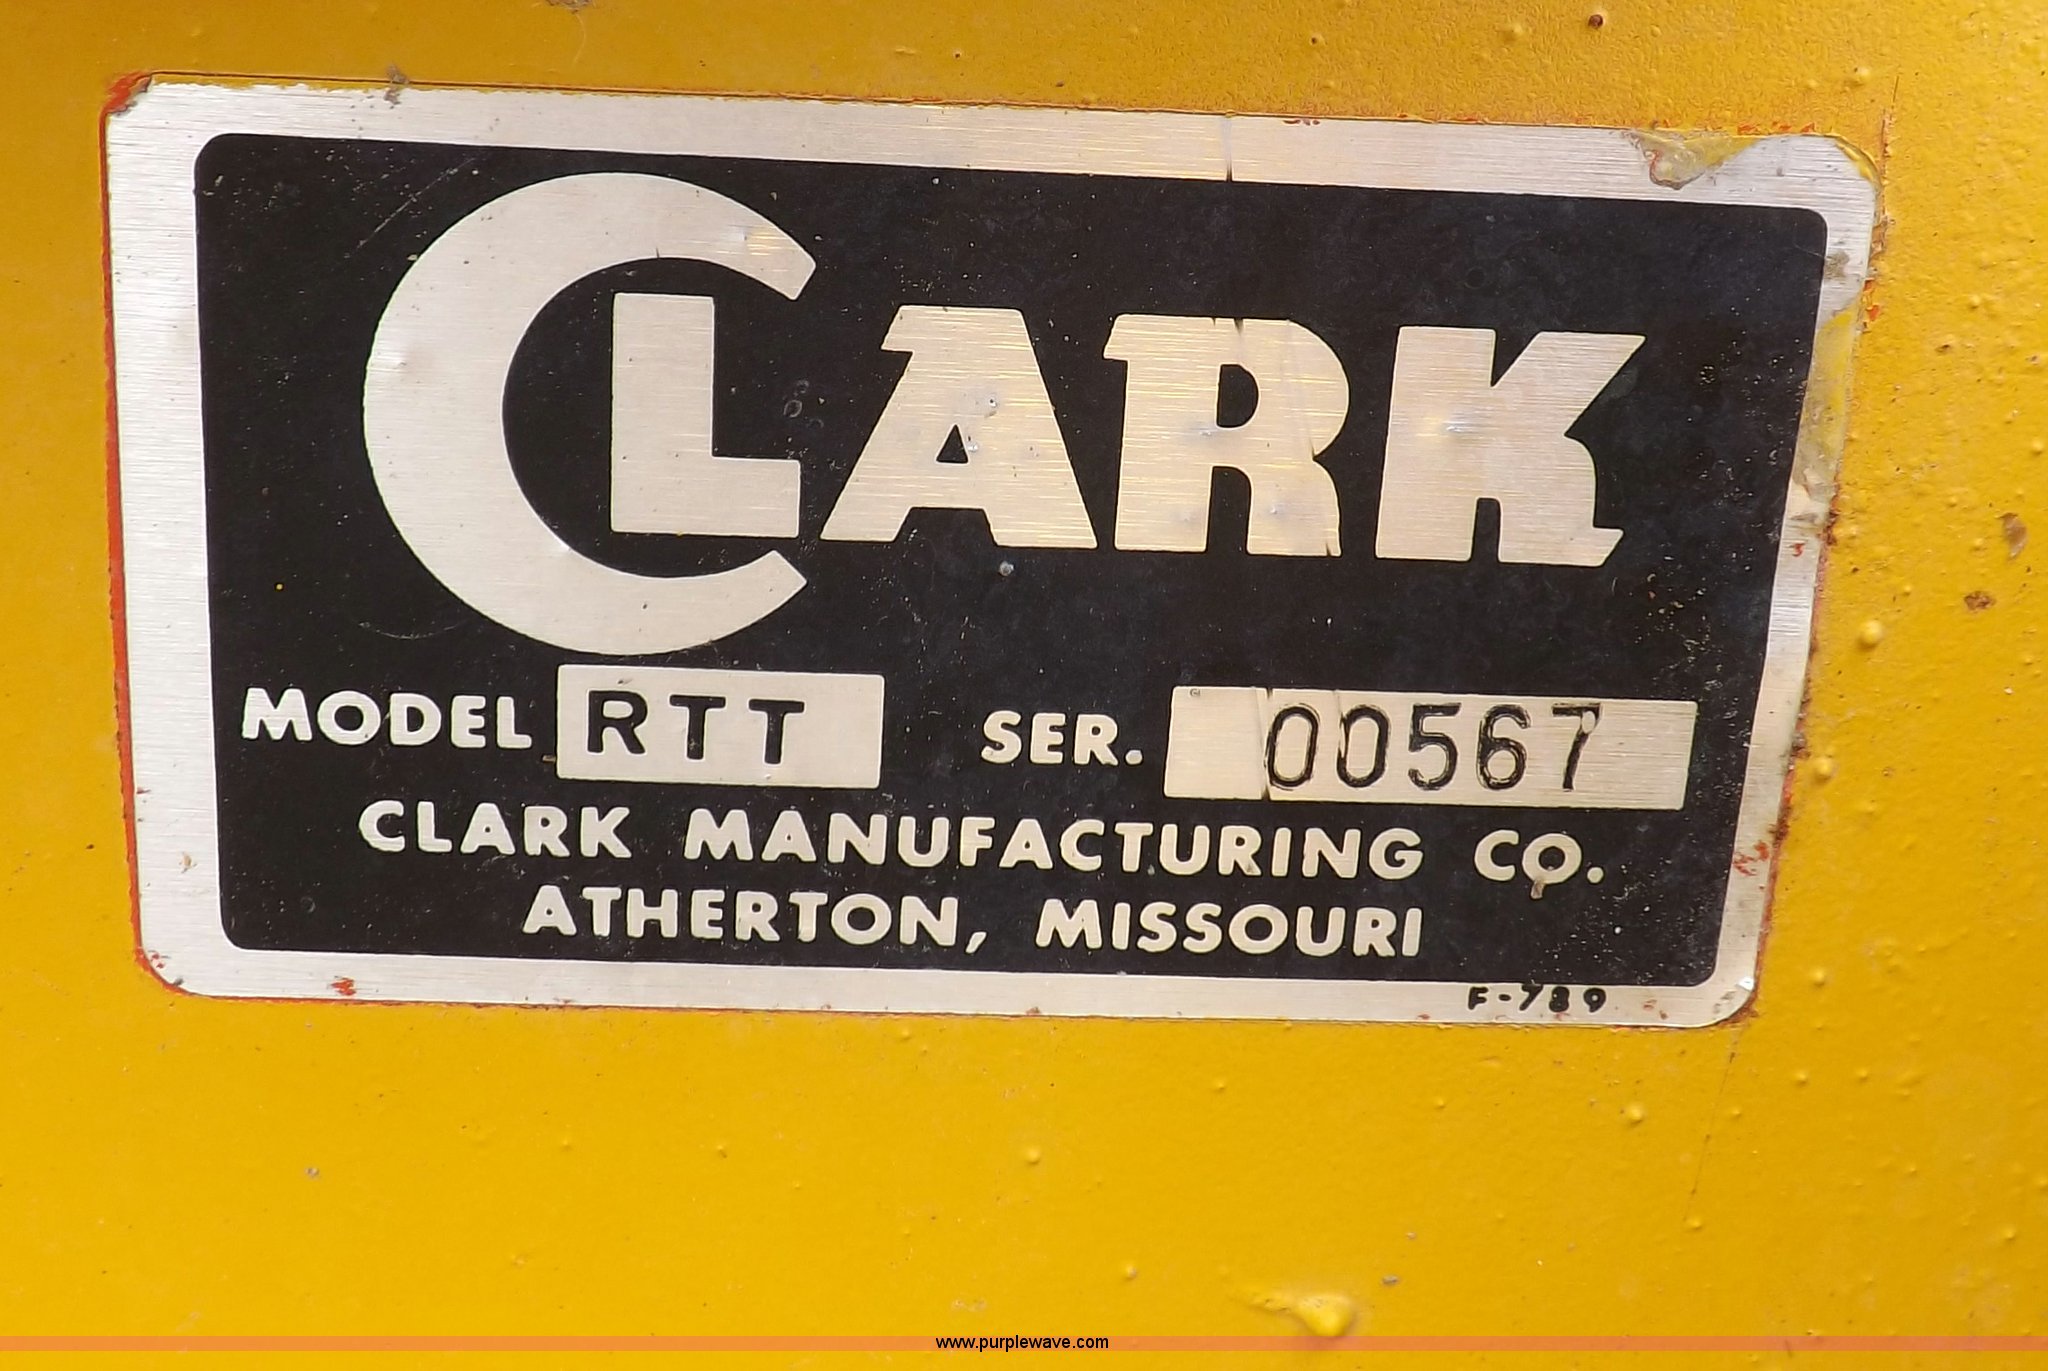 CLARK
MODEL RTT SER. 00567
CLARK MANUFACTURING CO.
ATHERTON, MISSOURI
F-789
www.purplewave.com